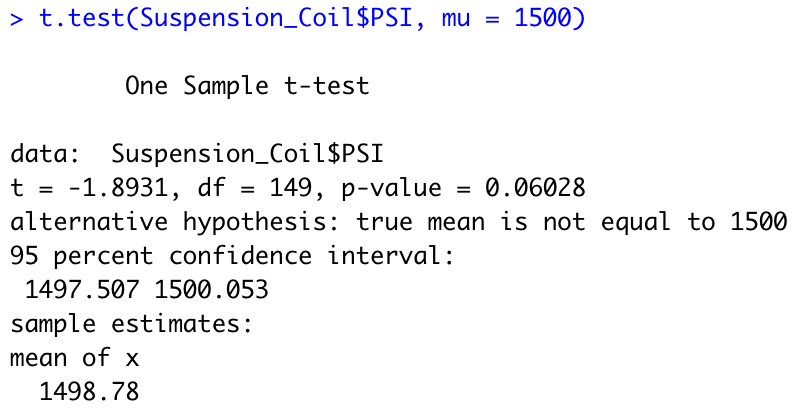 > t.test(Suspension_Coil$PSI, mu = 1500)
One Sample t-test
data:  Suspension_Coil$PSI
t = -1.8931, df = 149, p-value = 0.06028
alternative hypothesis: true mean is not equal to 1500
95 percent confidence interval:
1497.507 1500.053
sample estimates:
mean of x
1498.78